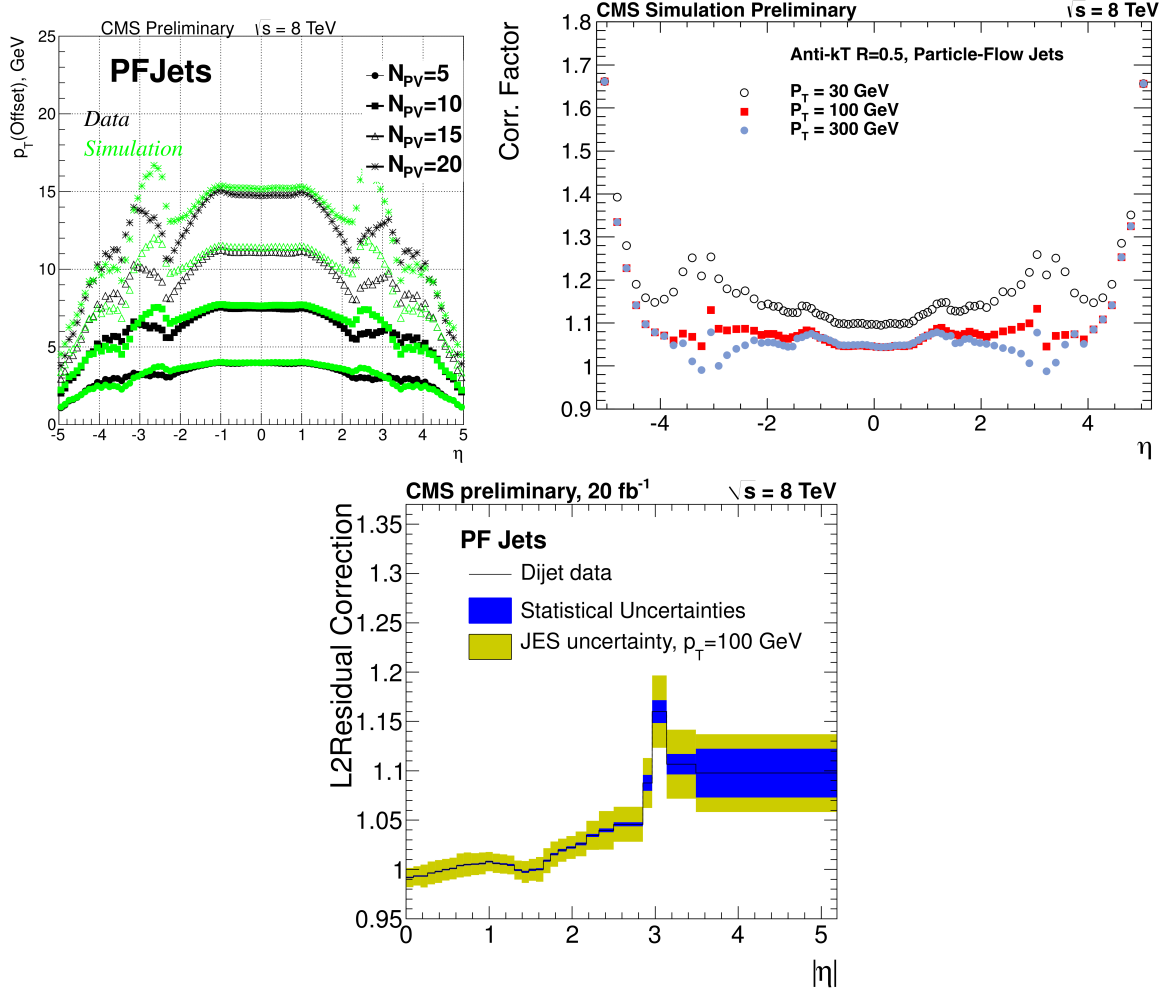 CMS Preliminary √s = 8 TeV
PFJets
Data
Simulation
N_PV=5
N_PV=10
N_PV=15
N_PV=20
p_T(Offset), GeV
25
20
15
10
5
0
-5 -4 -3 -2 -1 0 1 2 3 4 5
η
CMS Simulation Preliminary √s = 8 TeV
Anti-kT R=0.5, Particle-Flow Jets
P_T = 30 GeV
P_T = 100 GeV
P_T = 300 GeV
Corr. Factor
1.8
1.7
1.6
1.5
1.4
1.3
1.2
1.1
1
0.9
-4 -2 0 2 4
η
CMS preliminary, 20 fb⁻¹ √s = 8 TeV
PF Jets
Dijet data
Statistical Uncertainties
JES uncertainty, p_T=100 GeV
L2Residual Correction
1.35
1.3
1.25
1.2
1.15
1.1
1.05
1
0.95
0 1 2 3 4 5
|η|